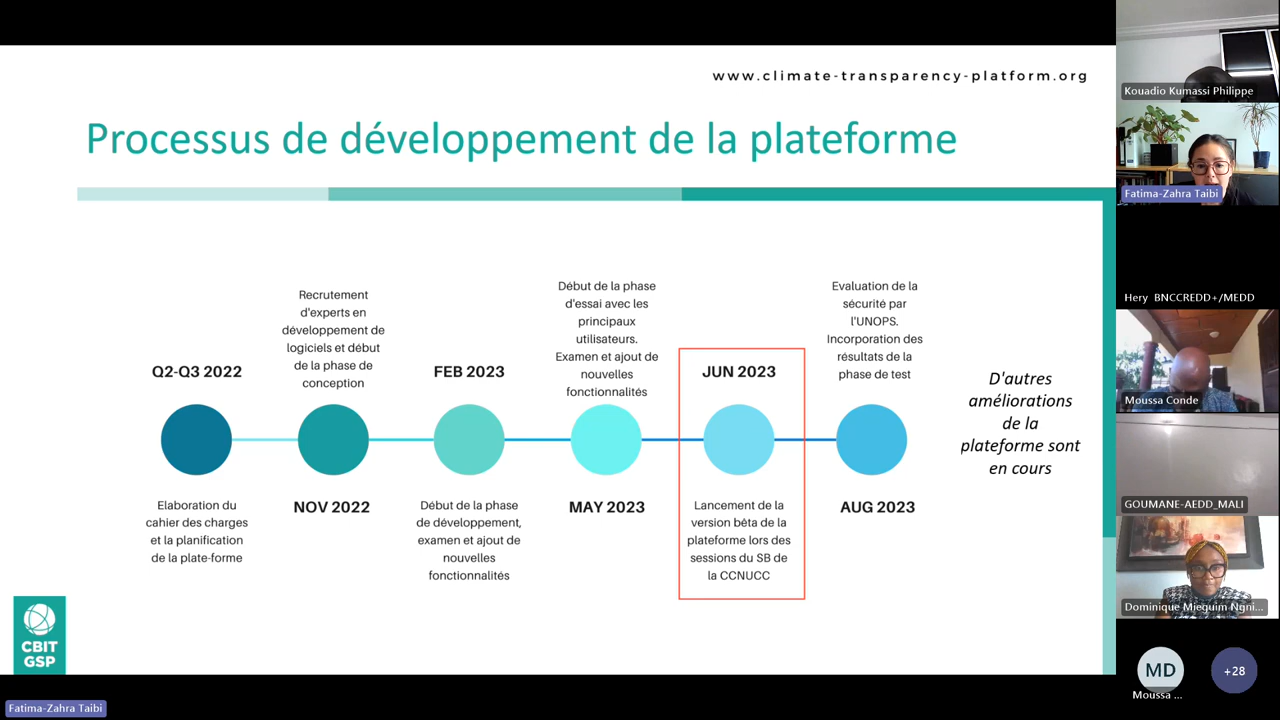 www.climate-transparency-platform.org
Processus de développement de la plateforme
Q2-Q3 2022
Elaboration du
cahier des charges
et la planification
de la plate-forme
Recrutement
d'experts en
développement de
logiciels et début
de la phase de
conception
NOV 2022
FEB 2023
Début de la phase
de développement,
examen et ajout de
nouvelles
fonctionnalités
Début de la phase
d'essai avec les
principaux
utilisateurs.
Examen et ajout de
nouvelles
fonctionnalités
MAY 2023
JUN 2023
Lancement de la
version bêta de la
plateforme lors des
sessions du SB de
la CCNUCC
Evaluation de la
sécurité par
l'UNOPS.
Incorporation des
résultats de la
phase de test
AUG 2023
D'autres
améliorations
de la
plateforme sont
en cours
CBIT
GSP
Fatima-Zahra Taibi
Kouadio Kumassi Philippe
Fatima-Zahra Taibi
Hery BNCCREDD+/MEDD
Moussa Conde
GOUMANE-AEDD_MALI
Dominique Mieguim Ngni...
MD
Moussa ...
+28